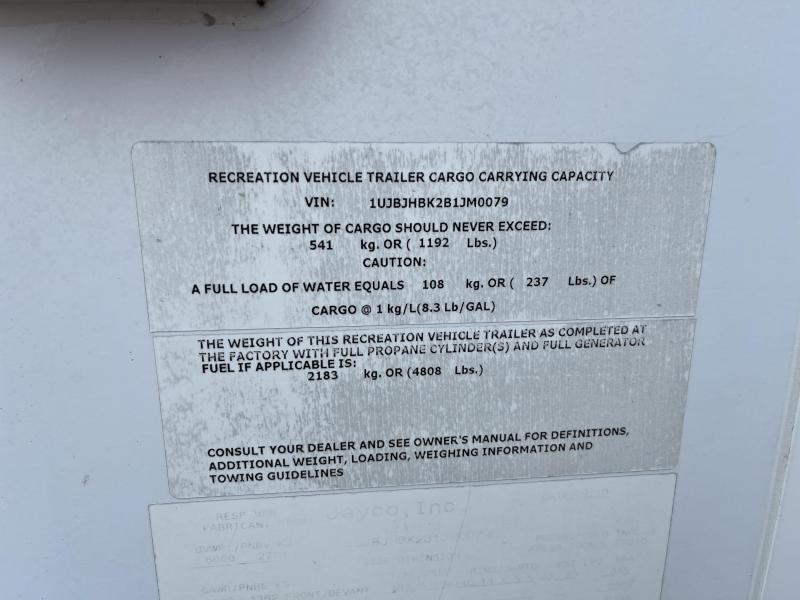 RECREATION VEHICLE TRAILER CARGO CARRYING CAPACITY
VIN: 1UJBJHBK2B1JM0079
THE WEIGHT OF CARGO SHOULD NEVER EXCEED:
541 kg. OR ( 1192 Lbs.)
CAUTION:
A FULL LOAD OF WATER EQUALS 108 kg. OR ( 237 Lbs.) OF
CARGO @ 1 kg/L(8.3 Lb/GAL)
THE WEIGHT OF THIS RECREATION VEHICLE TRAILER AS COMPLETED AT
THE FACTORY WITH FULL PROPANE CYLINDER(S) AND FULL GENERATOR
FUEL IF APPLICABLE IS:
2183 kg. OR (4808 Lbs.)
CONSULT YOUR DEALER AND SEE OWNER'S MANUAL FOR DEFINITIONS,
ADDITIONAL WEIGHT, LOADING, WEIGHING INFORMATION AND
TOWING GUIDELINES
Jayco, Inc